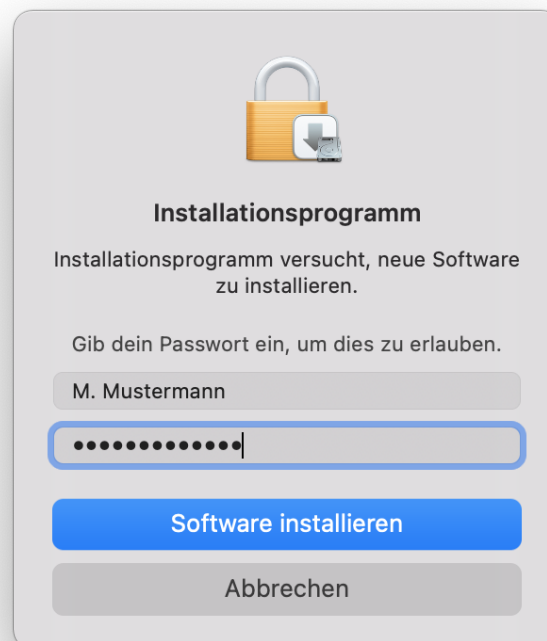 Installationsprogramm
Installationsprogramm versucht, neue Software
zu installieren.
Gib dein Passwort ein, um dies zu erlauben.
M. Mustermann
•••••••••••••
Software installieren
Abbrechen